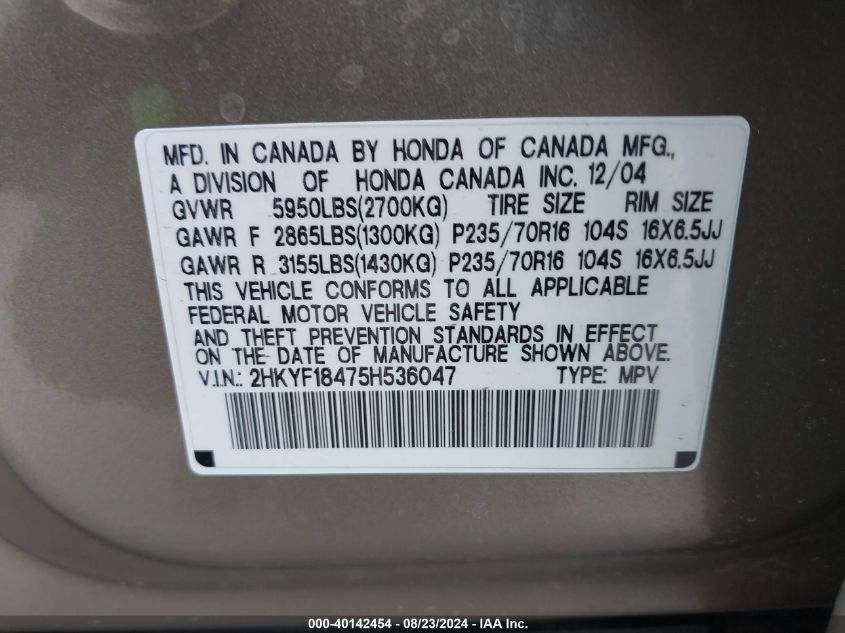 MFD. IN CANADA BY HONDA OF CANADA MFG.,
A DIVISION OF HONDA CANADA INC. 12/04
GVWR 5950LBS(2700KG) TIRE SIZE RIM SIZE
GAWR F 2865LBS(1300KG) P235/70R16 104S 16X6.5JJ
GAWR R 3155LBS(1430KG) P235/70R16 104S 16X6.5JJ
THIS VEHICLE CONFORMS TO ALL APPLICABLE
FEDERAL MOTOR VEHICLE SAFETY
AND THEFT PREVENTION STANDARDS IN EFFECT
ON THE DATE OF MANUFACTURE SHOWN ABOVE.
V.I.N.: 2HKYF18475H536047 TYPE: MPV
000-40142454 - 08/23/2024 - IAA Inc.